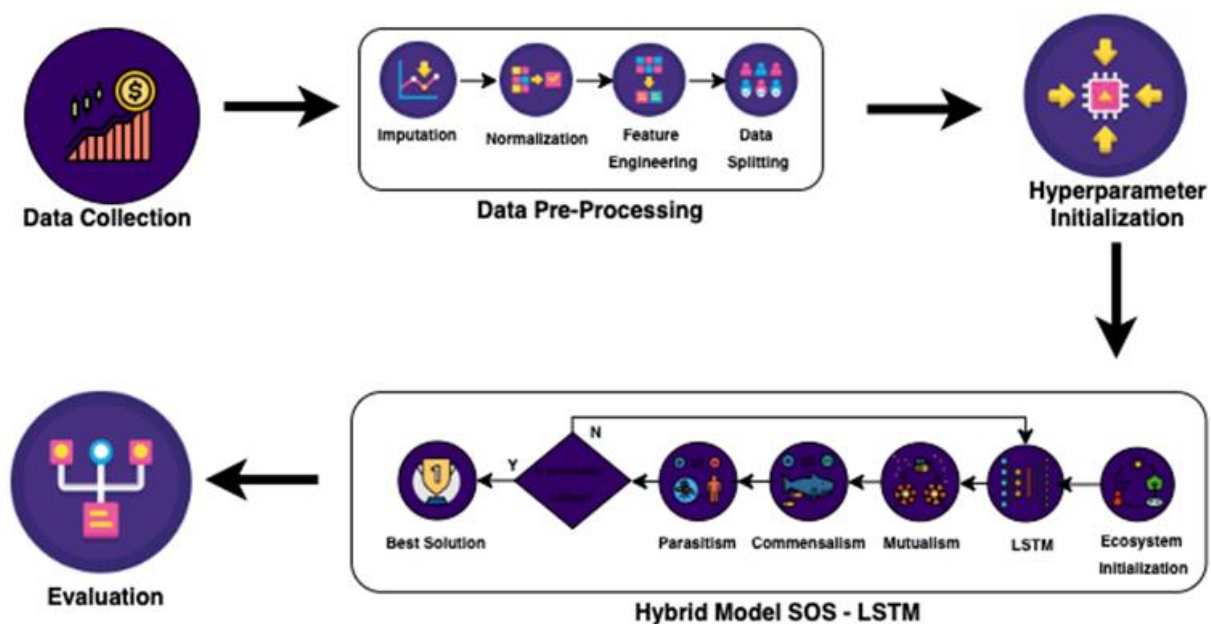 Data Collection
Imputation
Normalization
Feature
Engineering
Data
Splitting
Data Pre-Processing
Hyperparameter
Initialization
Evaluation
Best Solution
Y
N
Parasitism
Commensalism
Mutualism
LSTM
Ecosystem
Initialization
Hybrid Model SOS - LSTM